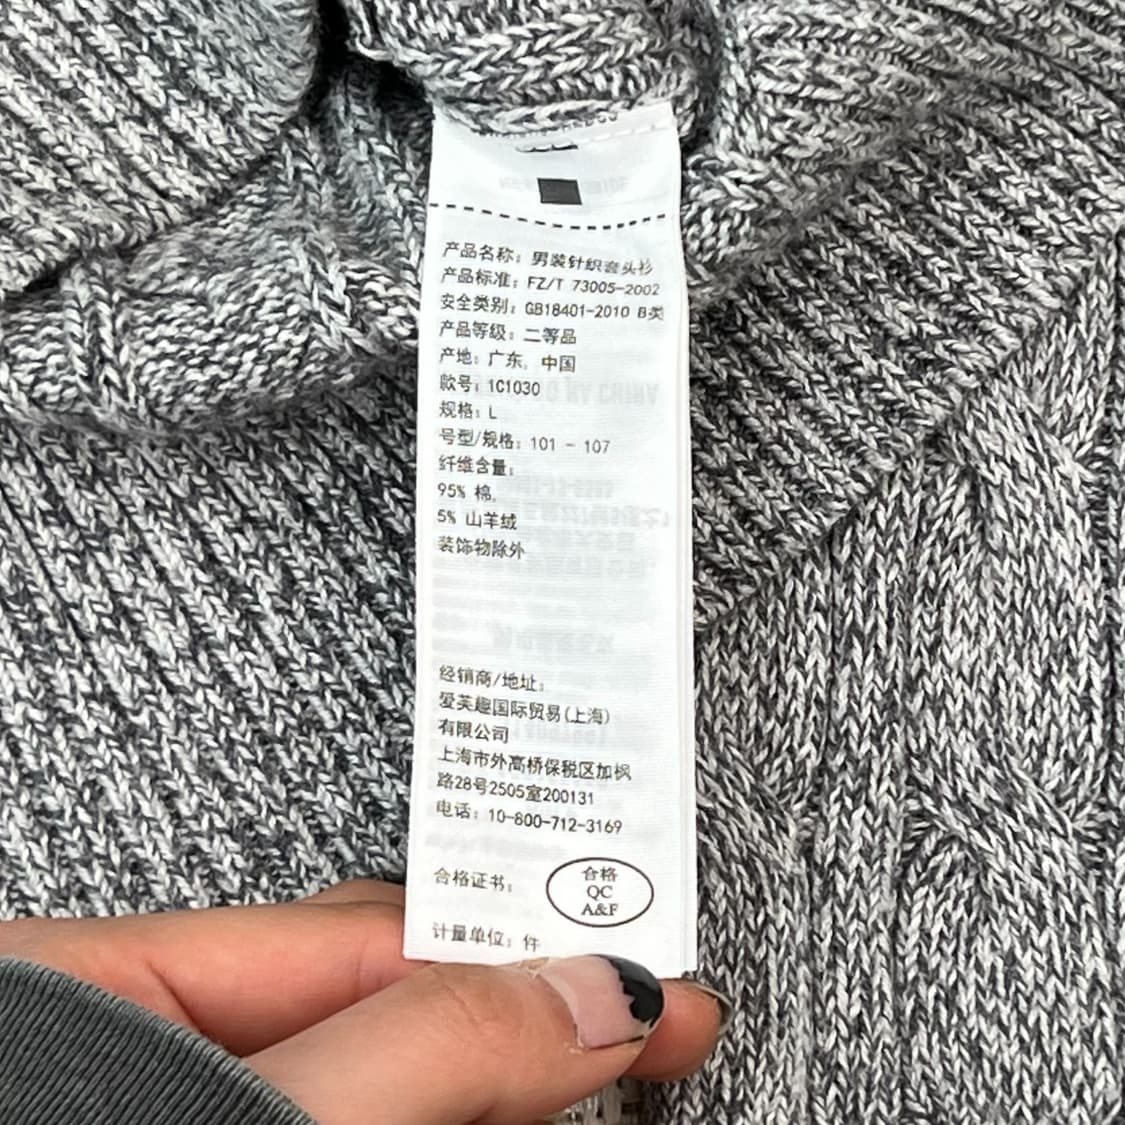 产品名称：男装针织套头衫
产品标准：FZ/T 73005-2002
安全类别：GB18401-2010 B类
产品等级：二等品
产地：广东，中国
款号：1C1030
规格：L
号型/规格：101 - 107
纤维含量：
95% 棉，
5% 山羊绒
装饰物除外
经销商/地址：
爱芙趣国际贸易(上海)
有限公司
上海市外高桥保税区加枫
路28号2505室200131
电话：10-800-712-3169
合格证书：
合格
QC
A&F
计量单位：件